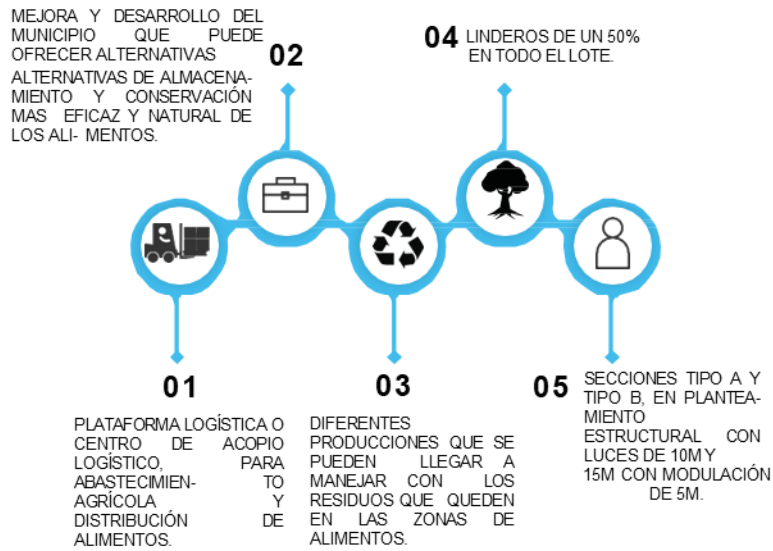 MEJORA Y DESARROLLO DEL
MUNICIPIO QUE PUEDE
OFRECER ALTERNATIVAS
ALTERNATIVAS DE ALMACENA-
MIENTO Y CONSERVACIÓN
MAS EFICAZ Y NATURAL DE
LOS ALI- MENTOS.
02
04
LINDEROS DE UN 50%
EN TODO EL LOTE.
01
PLATAFORMA LOGÍSTICA O
CENTRO DE ACOPIO
LOGÍSTICO, PARA
ABASTECIMIEN- TO
AGRÍCOLA Y
DISTRIBUCIÓN DE
ALIMENTOS.
03
DIFERENTES
PRODUCCIONES QUE SE
PUEDEN LLEGAR A
MANEJAR CON LOS
RESIDUOS QUE QUEDEN
EN LAS ZONAS DE
ALIMENTOS.
05
SECCIONES TIPO A Y
TIPO B, EN PLANTEA-
MIENTO
ESTRUCTURAL CON
LUCES DE 10M Y
15M CON MODULACIÓN
DE 5M.